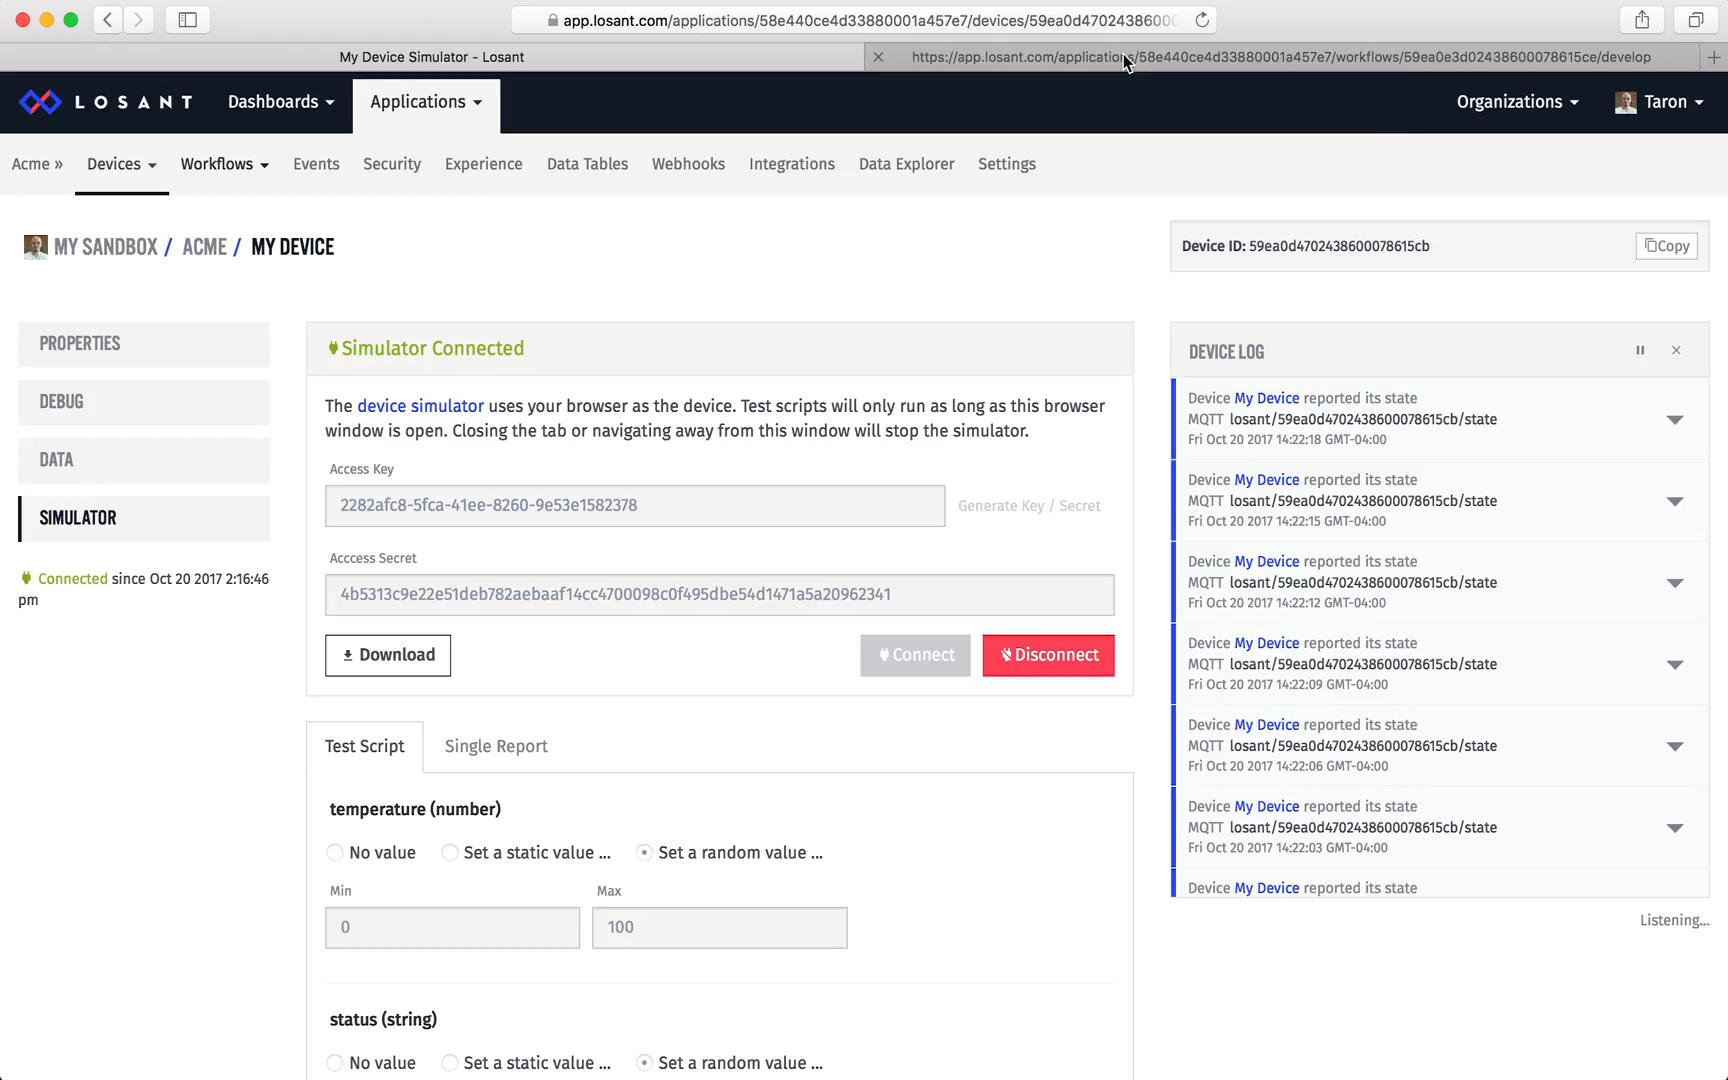 app.losant.com/applications/58e440ce4d33880001a457e7/devices/59ea0d4702438600
My Device Simulator - Losant
https://app.losant.com/applications/58e440ce4d33880001a457e7/workflows/59ea0e3d02438600078615ce/develop
LOSANT
Dashboards
Applications
Organizations
Taron
Acme »
Devices
Workflows
Events
Security
Experience
Data Tables
Webhooks
Integrations
Data Explorer
Settings
MY SANDBOX / ACME / MY DEVICE
Device ID: 59ea0d4702438600078615cb
Copy
PROPERTIES
DEBUG
DATA
SIMULATOR
Connected since Oct 20 2017 2:16:46
pm
Simulator Connected
The device simulator uses your browser as the device. Test scripts will only run as long as this browser
window is open. Closing the tab or navigating away from this window will stop the simulator.
Access Key
2282afc8-5fca-41ee-8260-9e53e1582378
Generate Key / Secret
Acccess Secret
4b5313c9e22e51deb782aebaaf14cc4700098c0f495dbe54d1471a5a20962341
Download
Connect
Disconnect
Test Script
Single Report
temperature (number)
No value
Set a static value ...
Set a random value ...
Min
Max
0
100
status (string)
No value
Set a static value ...
Set a random value ...
DEVICE LOG
Device My Device reported its state
MQTT losant/59ea0d4702438600078615cb/state
Fri Oct 20 2017 14:22:18 GMT-04:00
Device My Device reported its state
MQTT losant/59ea0d4702438600078615cb/state
Fri Oct 20 2017 14:22:15 GMT-04:00
Device My Device reported its state
MQTT losant/59ea0d4702438600078615cb/state
Fri Oct 20 2017 14:22:12 GMT-04:00
Device My Device reported its state
MQTT losant/59ea0d4702438600078615cb/state
Fri Oct 20 2017 14:22:09 GMT-04:00
Device My Device reported its state
MQTT losant/59ea0d4702438600078615cb/state
Fri Oct 20 2017 14:22:06 GMT-04:00
Device My Device reported its state
MQTT losant/59ea0d4702438600078615cb/state
Fri Oct 20 2017 14:22:03 GMT-04:00
Device My Device reported its state
Listening...